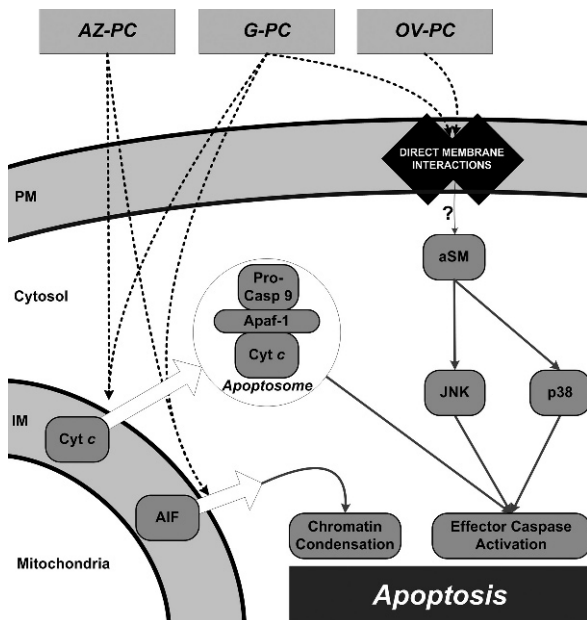 AZ-PC
G-PC
OV-PC
DIRECT MEMBRANE
INTERACTIONS
PM
?
aSM
Cytosol
Pro-
Casp 9
Apaf-1
Cyt c
Apoptosome
JNK
p38
IM
Cyt c
AIF
Chromatin
Condensation
Effector Caspase
Activation
Mitochondria
Apoptosis